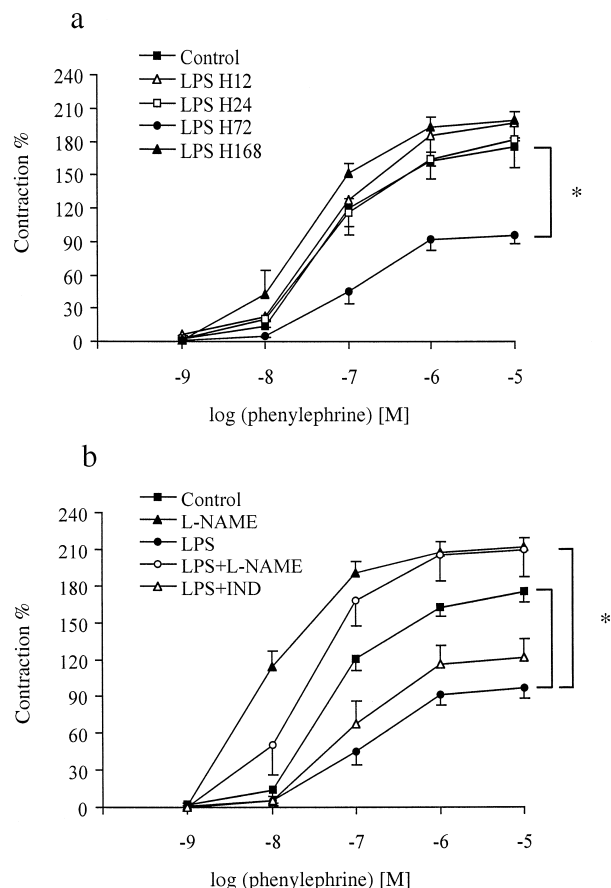 a
Control
LPS H12
LPS H24
LPS H72
LPS H168
240
210
180
150
120
90
60
30
0
Contraction %
*
-9 -8 -7 -6 -5
log (phenylephrine) [M]
b
Control
L-NAME
LPS
LPS+L-NAME
LPS+IND
240
210
180
150
120
90
60
30
0
Contraction %
*
-9 -8 -7 -6 -5
log (phenylephrine) [M]